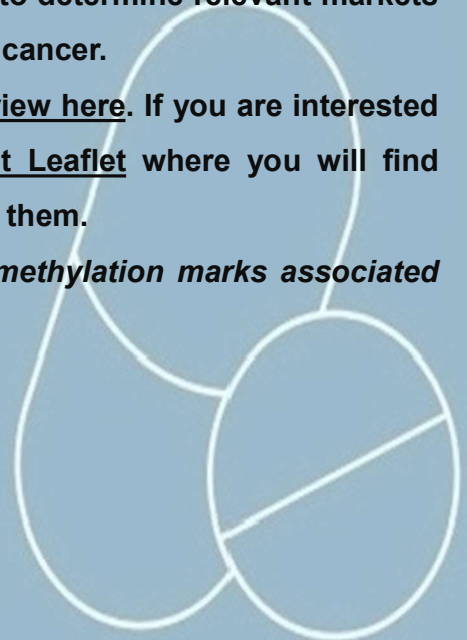 to determine relevant markets
cancer.
view here. If you are interested
t Leaflet where you will find
them.
methylation marks associated